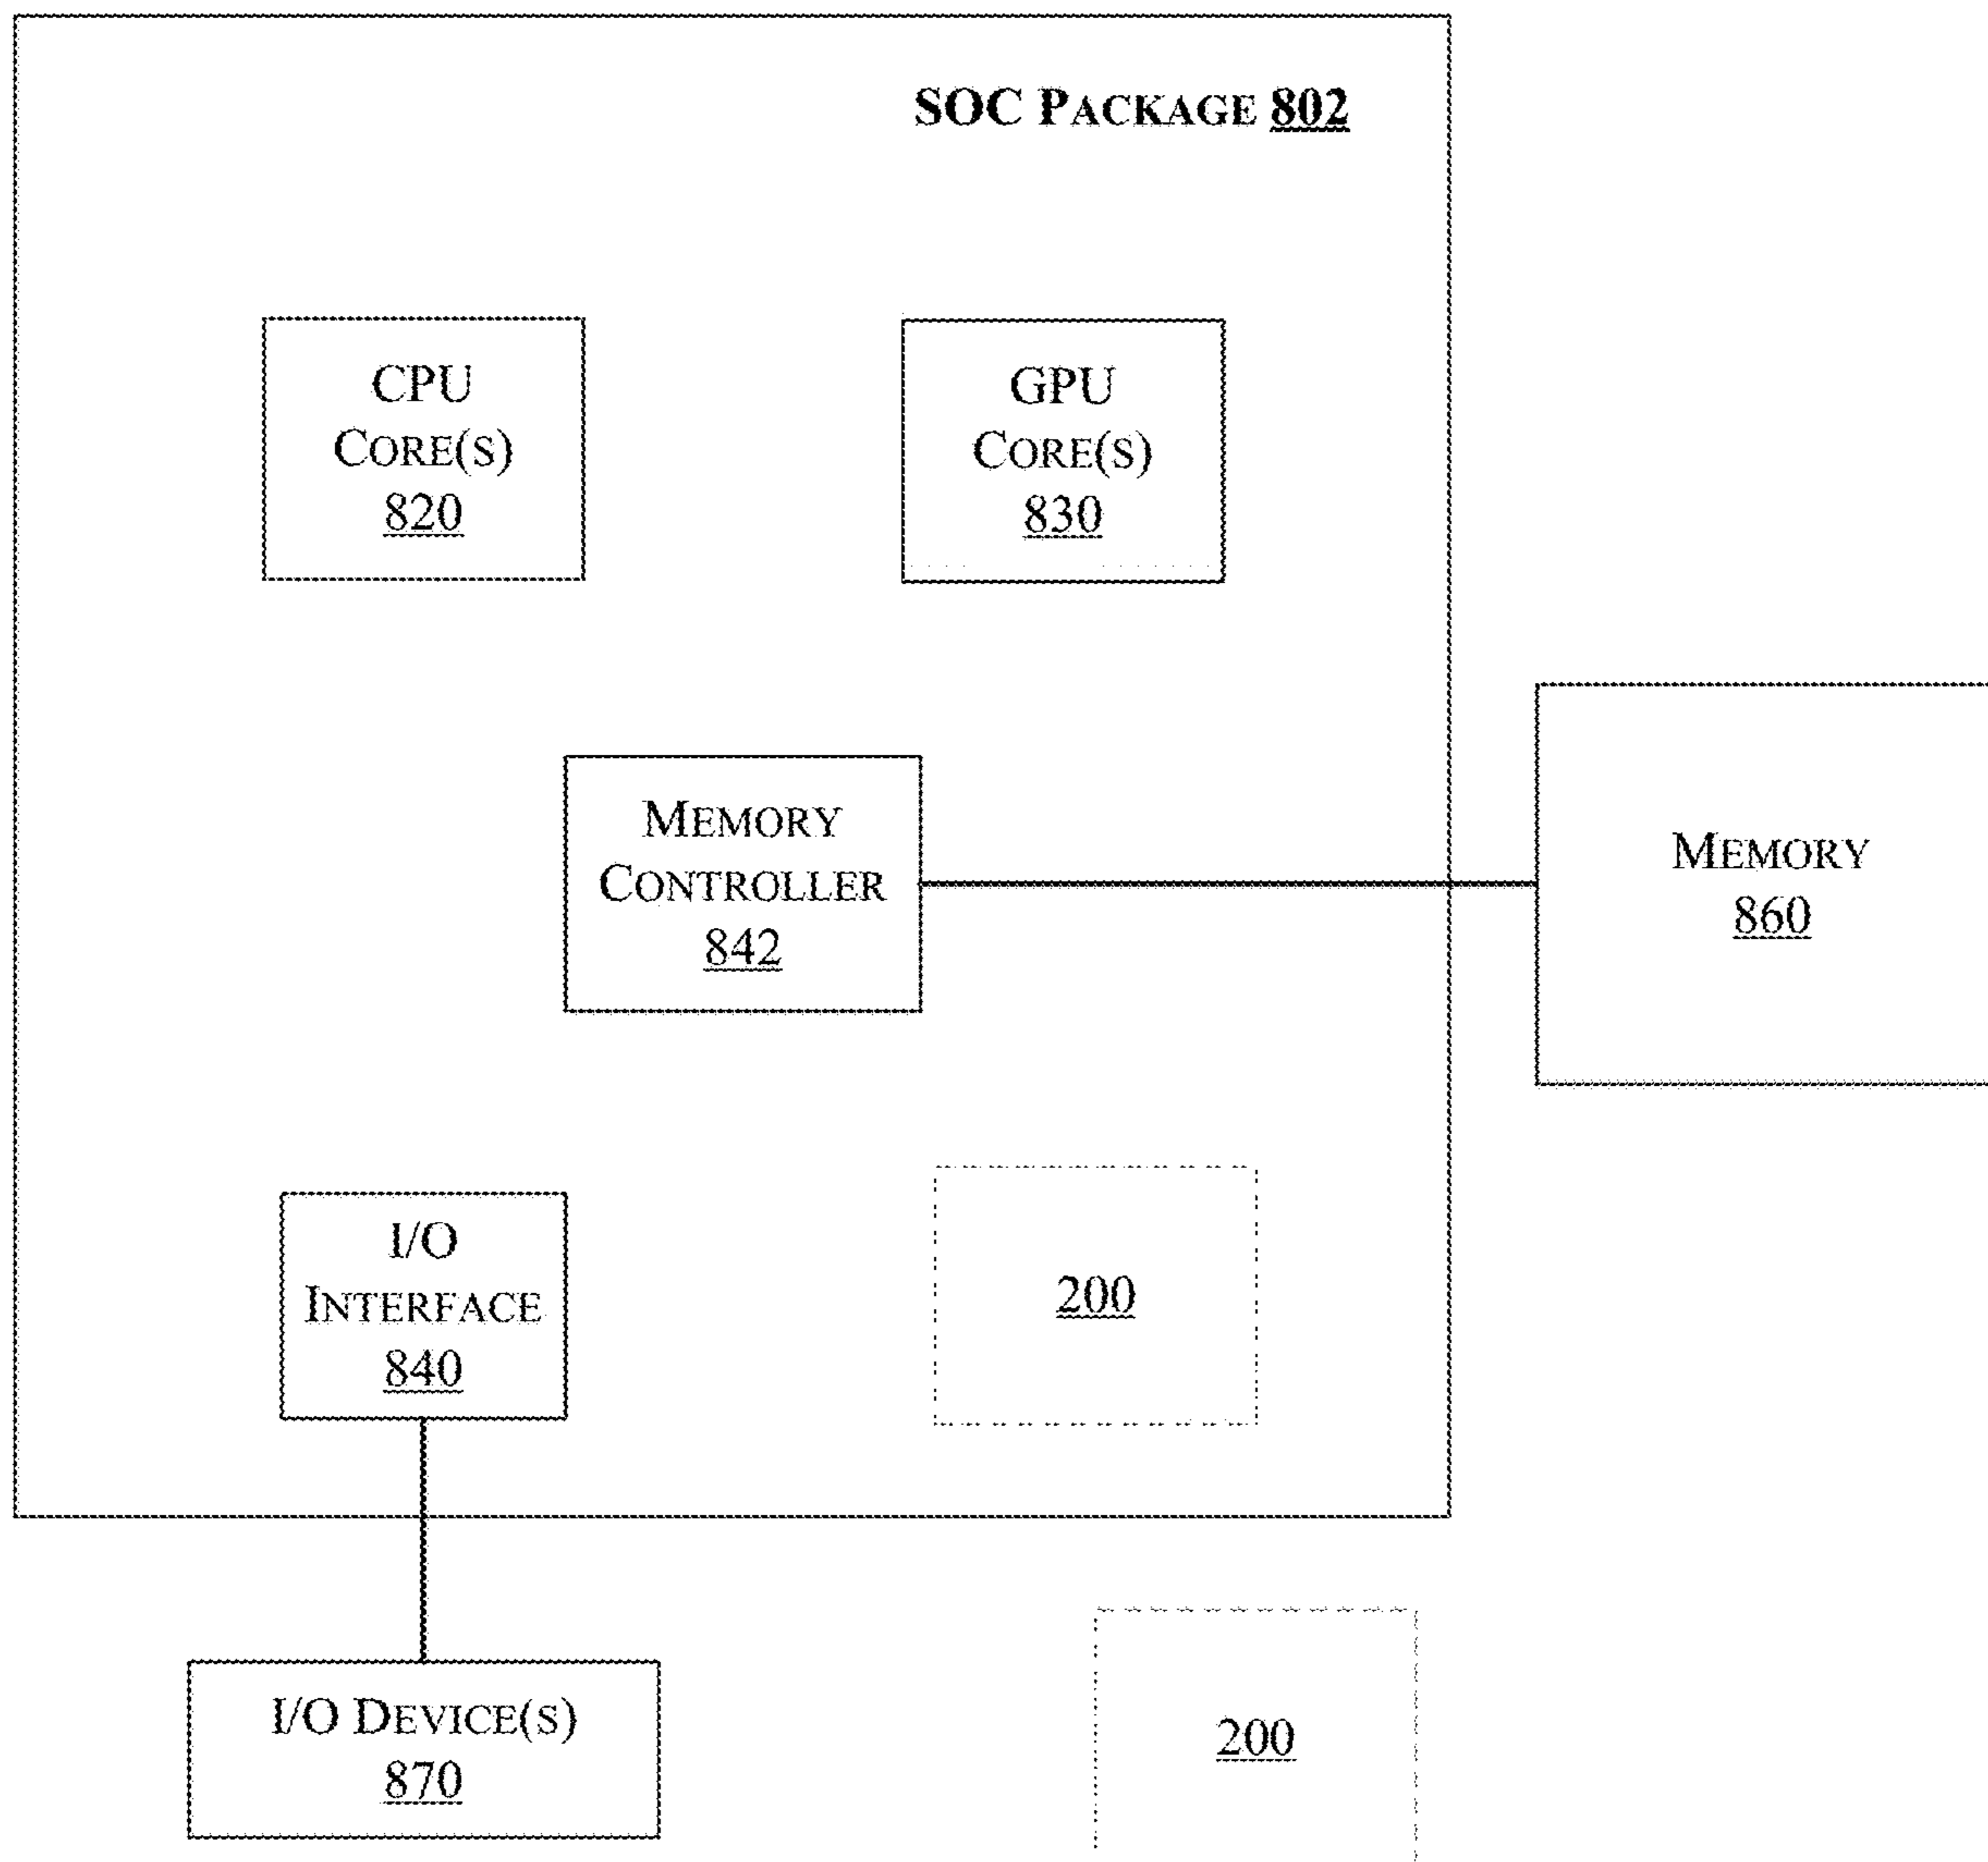 SOC PACKAGE 802
CPU
CORE(S)
820
GPU
CORE(S)
830
MEMORY
CONTROLLER
842
MEMORY
860
I/O
INTERFACE
840
200
I/O DEVICE(S)
870
200